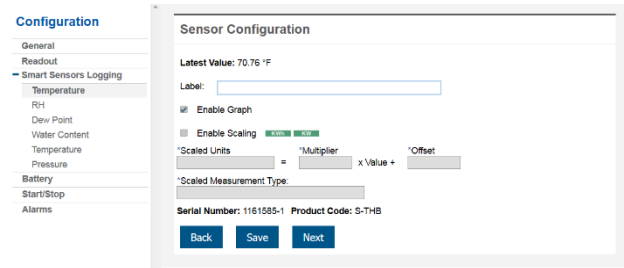 Configuration
General
Readout
Smart Sensors Logging
Temperature
RH
Dew Point
Water Content
Temperature
Pressure
Battery
Start/Stop
Alarms
Sensor Configuration
Latest Value: 70.76 °F
Label:
Enable Graph
Enable Scaling KWh KW
*Scaled Units *Multiplier *Offset
= x Value +
*Scaled Measurement Type:
Serial Number: 1161585-1 Product Code: S-THB
Back Save Next